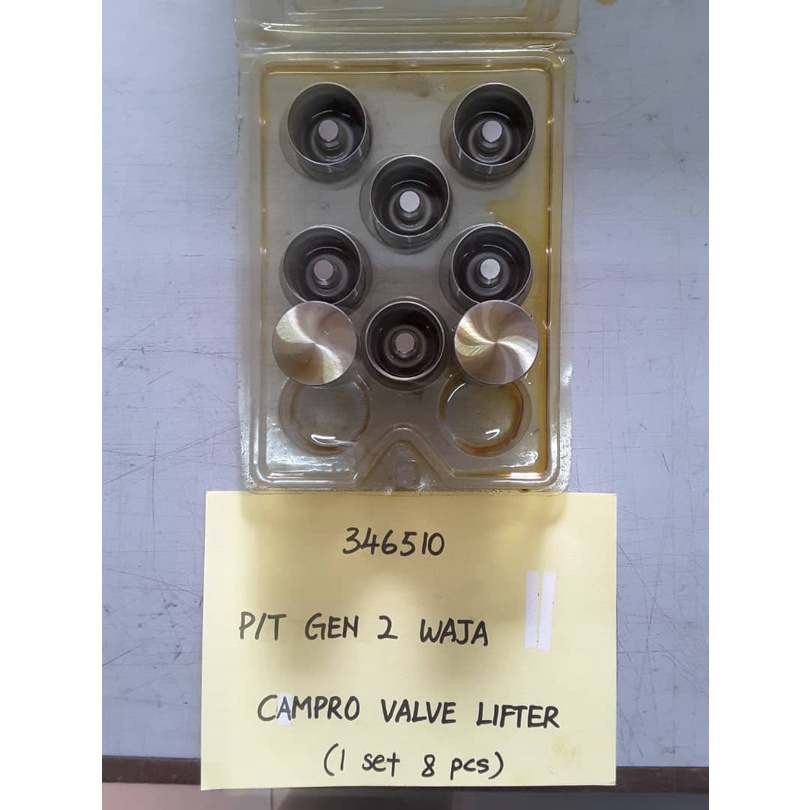 346510
P/T GEN 2 WAJA
CAMPRO VALVE LIFTER
(1 set 8 pcs)